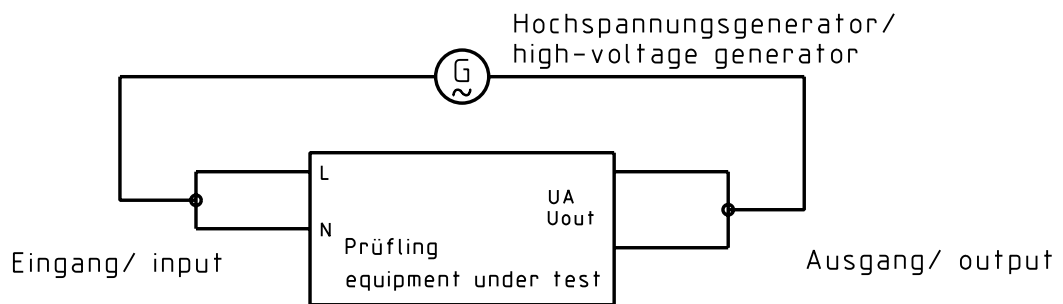 Hochspannungsgenerator/
high-voltage generator
G
~
L
UA
N
Uout
Prüfling
equipment under test
Eingang/ input
Ausgang/ output